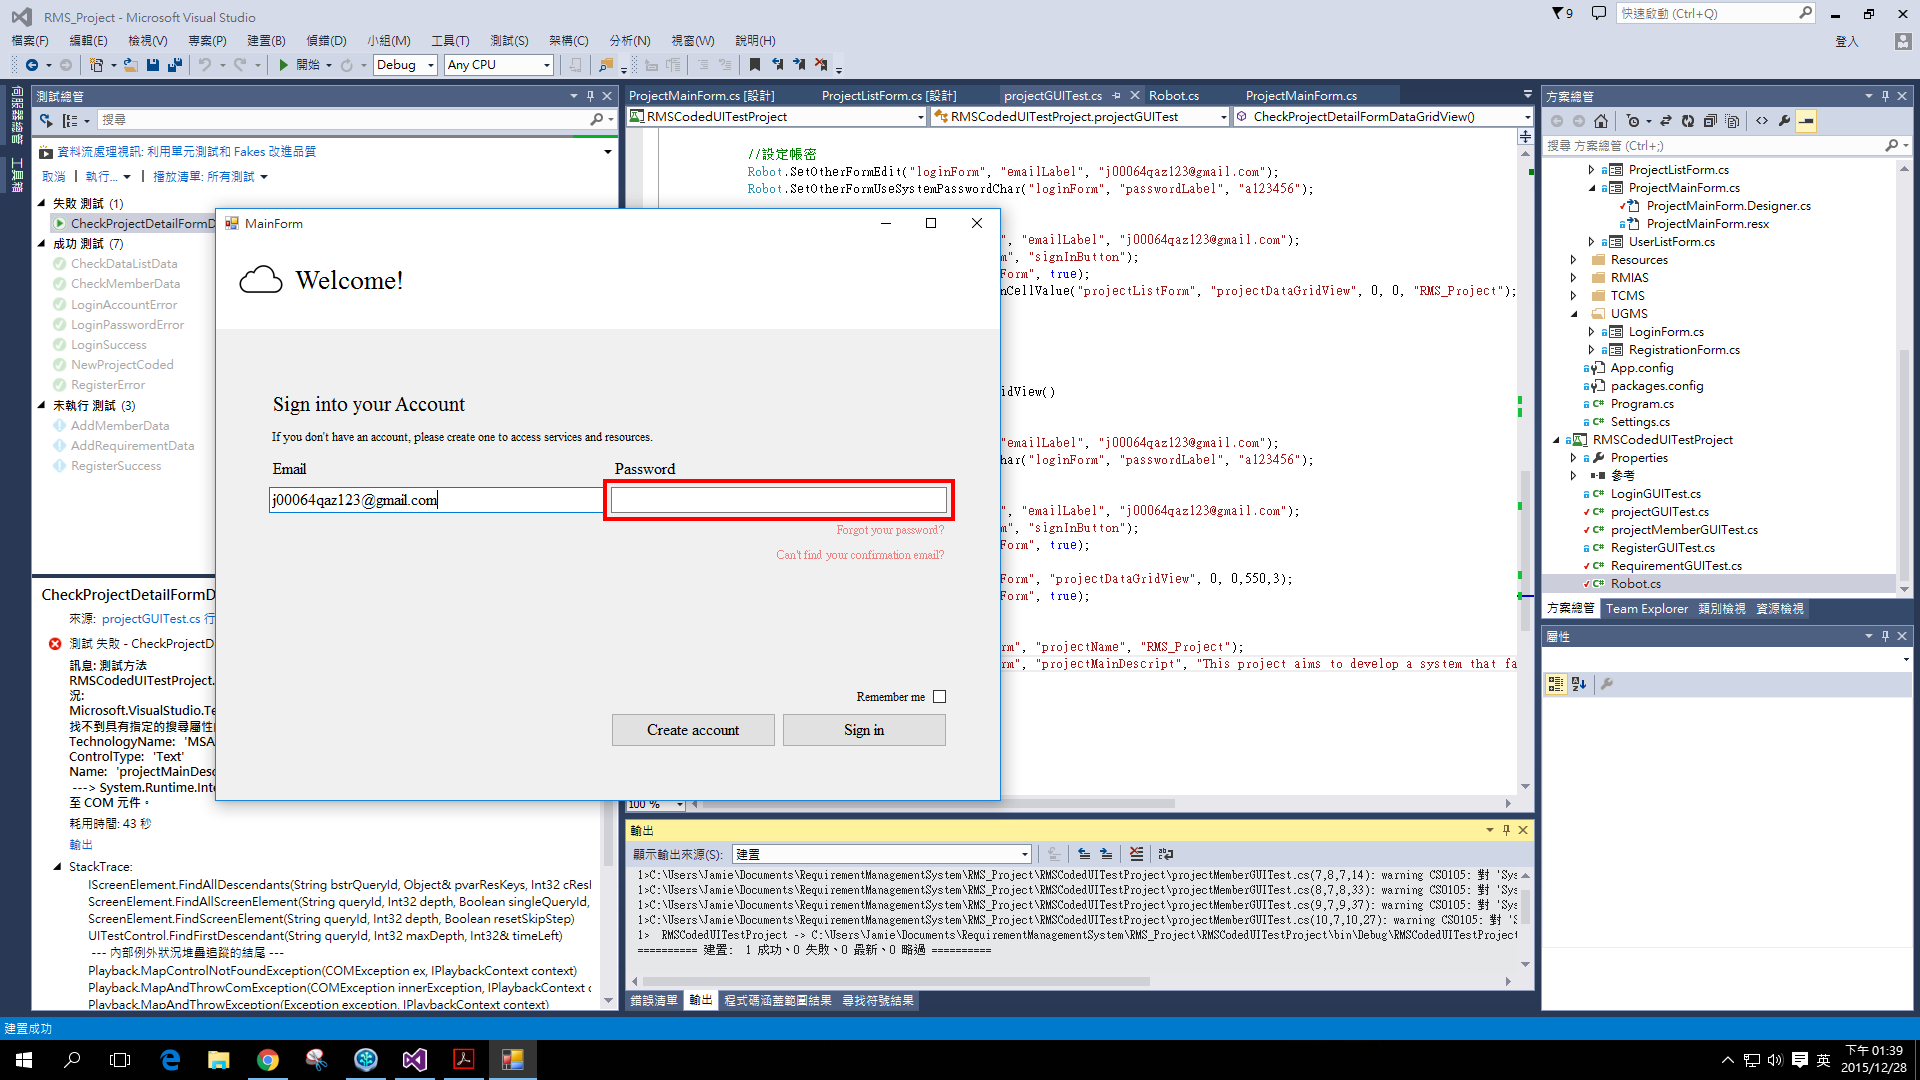 RMS_Project - Microsoft Visual Studio
9
快速啟動 (Ctrl+Q)
檔案(F) 編輯(E) 檢視(V) 專案(P) 建置(B) 偵錯(D) 小組(M) 工具(T) 測試(S) 架構(C) 分析(N) 視窗(W) 說明(H)
登入
開始 Debug Any CPU
伺服器總管
工具箱
測試總管
搜尋
資料流處理視訊: 利用單元測試和 Fakes 改進品質
取消 執行... 播放清單: 所有測試
失敗 測試 (1)
CheckProjectDetailFormD
成功 測試 (7)
CheckDataListData
CheckMemberData
LoginAccountError
LoginPasswordError
LoginSuccess
NewProjectCoded
RegisterError
未執行 測試 (3)
AddMemberData
AddRequirementData
RegisterSuccess
CheckProjectDetailFormD
來源: projectGUITest.cs 行
測試 失敗 - CheckProjectD
訊息: 測試方法
RMSCodedUITestProject.
況:
Microsoft.VisualStudio.Te
找不到具有指定的搜尋屬性
TechnologyName: 'MSA
ControlType: 'Text'
Name: 'projectMainDesc
---> System.Runtime.Inte
至 COM 元件。
耗用時間: 43 秒
輸出
StackTrace:
IScreenElement.FindAllDescendants(String bstrQueryId, Object& pvarResKeys, Int32 cResl
ScreenElement.FindAllScreenElement(String queryId, Int32 depth, Boolean singleQueryId,
ScreenElement.FindScreenElement(String queryId, Int32 depth, Boolean resetSkipStep)
UITestControl.FindFirstDescendant(String queryId, Int32 maxDepth, Int32& timeLeft)
--- 內部例外狀況堆疊追蹤的結尾 ---
Playback.MapControlNotFoundException(COMException ex, IPlaybackContext context)
Playback.MapAndThrowComException(COMException innerException, IPlaybackContext c
Playback.MapAndThrowException(Exception exception, IPlaybackContext context)
ProjectMainForm.cs [設計] ProjectListForm.cs [設計] projectGUITest.cs Robot.cs ProjectMainForm.cs
RMSCodedUITestProject RMSCodedUITestProject.projectGUITest CheckProjectDetailFormDataGridView()
//設定帳密
Robot.SetOtherFormEdit("loginForm", "emailLabel", "j00064qaz123@gmail.com");
Robot.SetOtherFormUseSystemPasswordChar("loginForm", "passwordLabel", "a123456");
", "emailLabel", "j00064qaz123@gmail.com");
m", "signInButton");
Form", true);
nCellValue("projectListForm", "projectDataGridView", 0, 0, "RMS_Project");
idView()
"emailLabel", "j00064qaz123@gmail.com");
har("loginForm", "passwordLabel", "a123456");
", "emailLabel", "j00064qaz123@gmail.com");
m", "signInButton");
Form", true);
rm", "projectDataGridView", 0, 0,550,3);
Form", true);
rm", "projectName", "RMS_Project");
rm", "projectMainDescript", "This project aims to develop a system that fa
100 %
MainForm
Welcome!
Sign into your Account
If you don't have an account, please create one to access services and resources.
Email Password
j00064qaz123@gmail.com
Forgot your password?
Can't find your confirmation email?
Remember me
Create account Sign in
輸出
顯示輸出來源(S): 建置
1>C:\Users\Jamie\Documents\RequirementManagementSystem\RMS_Project\RMSCodedUITestProject\projectMemberGUITest.cs(7,8,7,14): warning CS0105: 對 'Sys
1>C:\Users\Jamie\Documents\RequirementManagementSystem\RMS_Project\RMSCodedUITestProject\projectMemberGUITest.cs(8,7,8,33): warning CS0105: 對 'Sys
1>C:\Users\Jamie\Documents\RequirementManagementSystem\RMS_Project\RMSCodedUITestProject\projectMemberGUITest.cs(9,7,9,37): warning CS0105: 對 'Sys
1>C:\Users\Jamie\Documents\RequirementManagementSystem\RMS_Project\RMSCodedUITestProject\projectMemberGUITest.cs(10,7,10,27): warning CS0105: 對 'S
1> RMSCodedUITestProject -> C:\Users\Jamie\Documents\RequirementManagementSystem\RMS_Project\RMSCodedUITestProject\bin\Debug\RMSCodedUITestProject
========== 建置: 1 成功、0 失敗、0 最新、0 略過 ==========
錯誤清單 輸出 程式碼涵蓋範圍結果 尋找符號結果
方案總管
搜尋 方案總管 (Ctrl+;)
ProjectListForm.cs
ProjectMainForm.cs
ProjectMainForm.Designer.cs
ProjectMainForm.resx
UserListForm.cs
Resources
RMIAS
TCMS
UGMS
LoginForm.cs
RegistrationForm.cs
App.config
packages.config
Program.cs
Settings.cs
RMSCodedUITestProject
Properties
參考
LoginGUITest.cs
projectGUITest.cs
projectMemberGUITest.cs
RegisterGUITest.cs
RequirementGUITest.cs
Robot.cs
方案總管 Team Explorer 類別檢視 資源檢視
屬性
建置成功
英
下午 01:39
2015/12/28